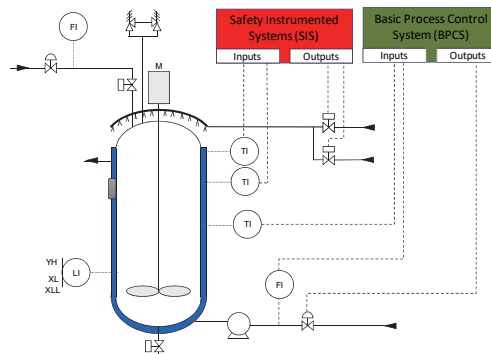 FI
Safety Instrumented
Systems (SIS)
Inputs
Outputs
Basic Process Control
System (BPCS)
Inputs
Outputs
M
TI
TI
TI
YH
XL
XLL
LI
FI